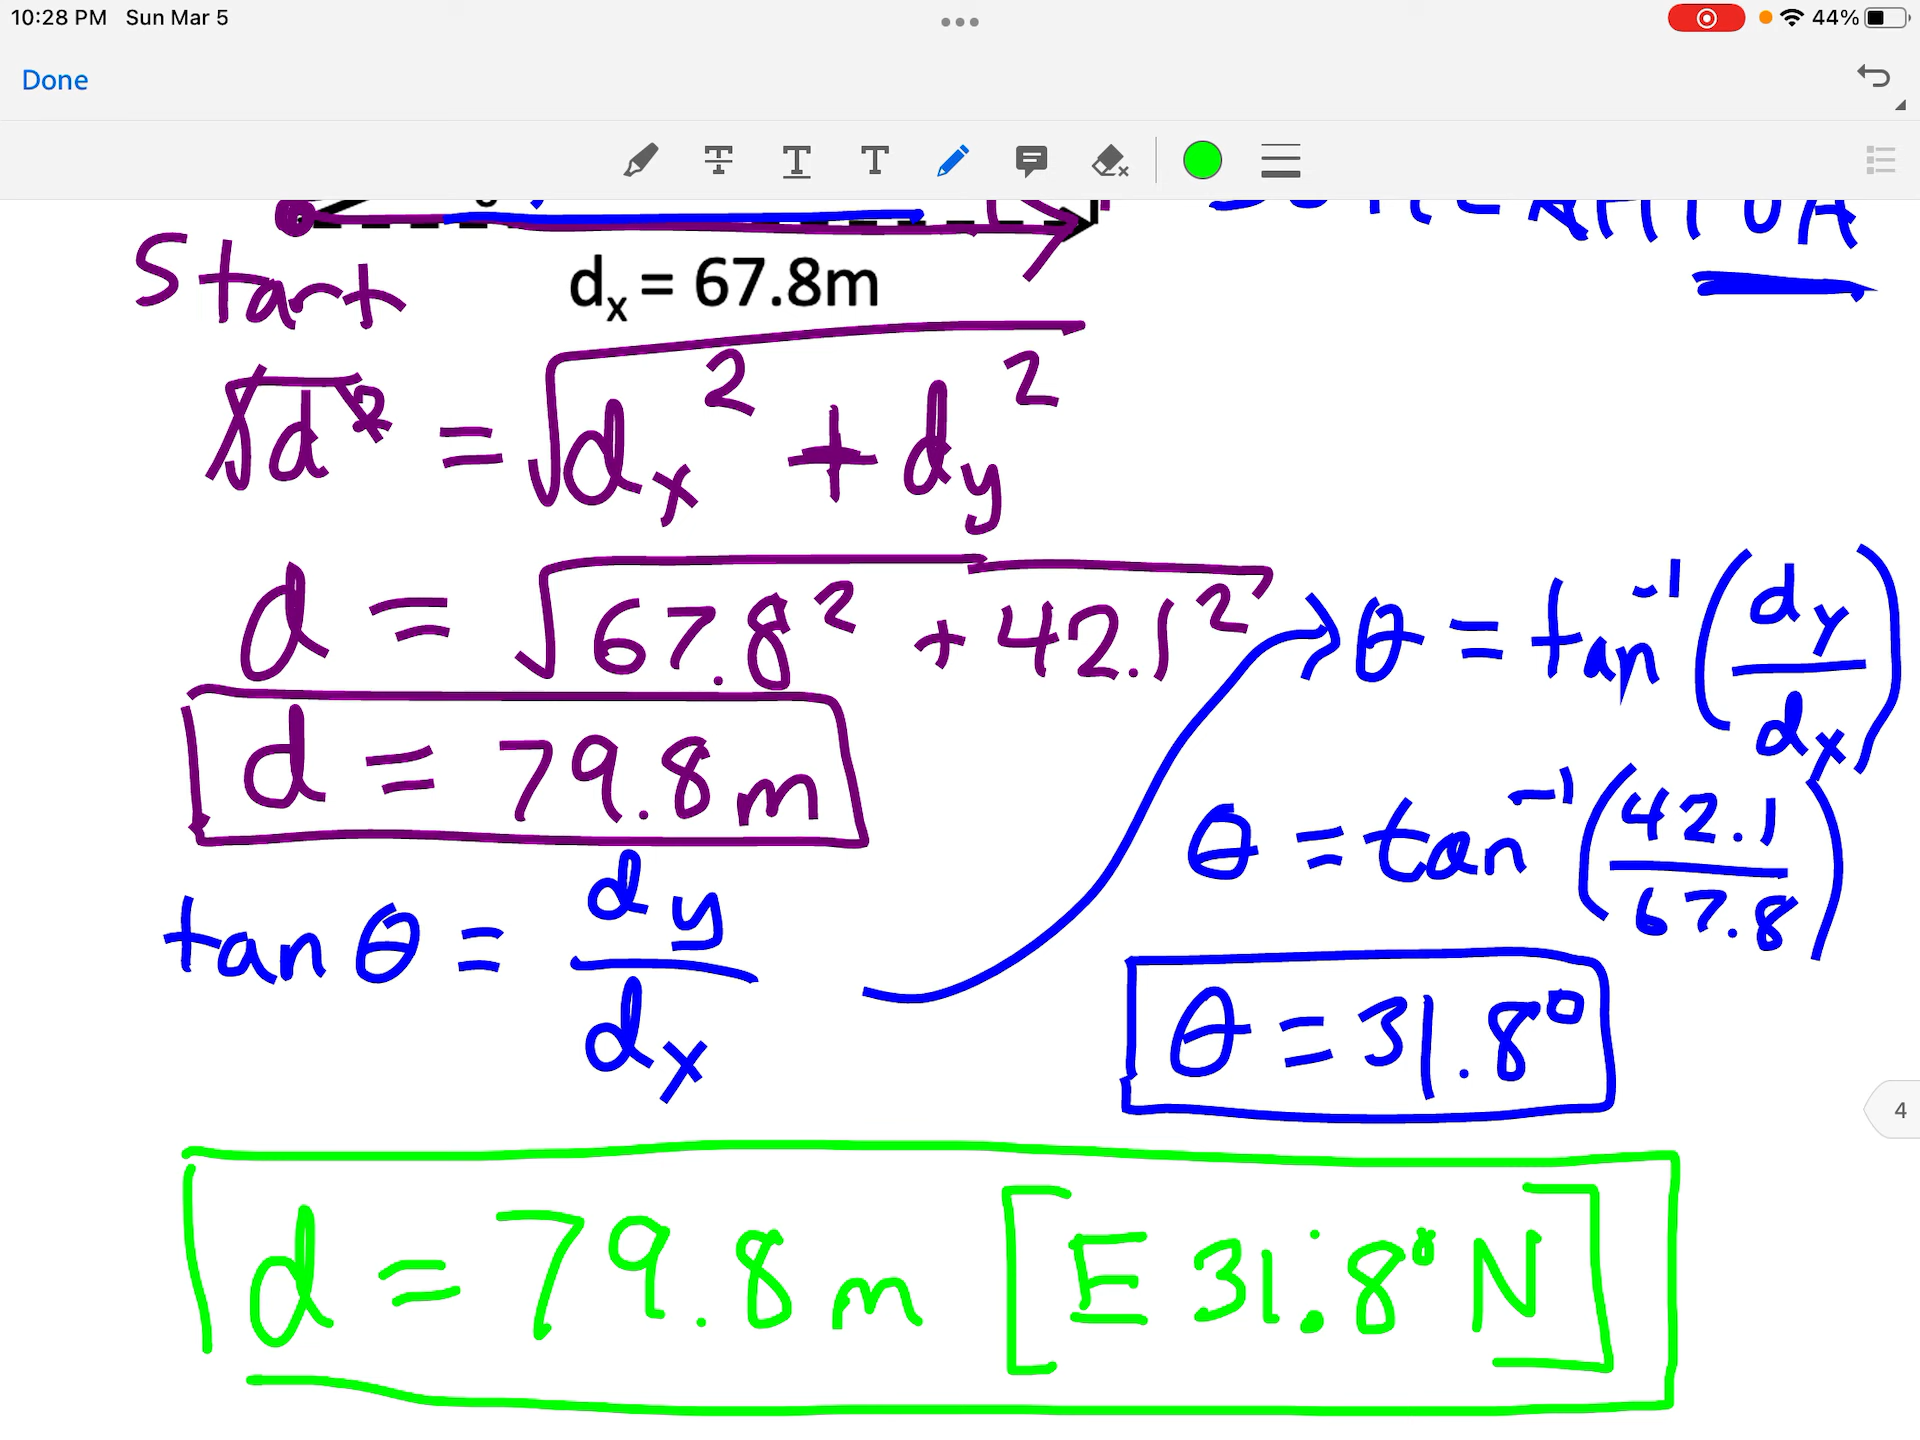 10:28 PM Sun Mar 5
44%
Done
Start
dₓ = 67.8m
√d² = √dₓ² + dy²
d = √67.8² + 42.1²
d = 79.8m
tan θ = dy/dx
θ = tan⁻¹(dy/dx)
θ = tan⁻¹(42.1/67.8)
θ = 31.8°
4
d = 79.8m [E 31.8° N]